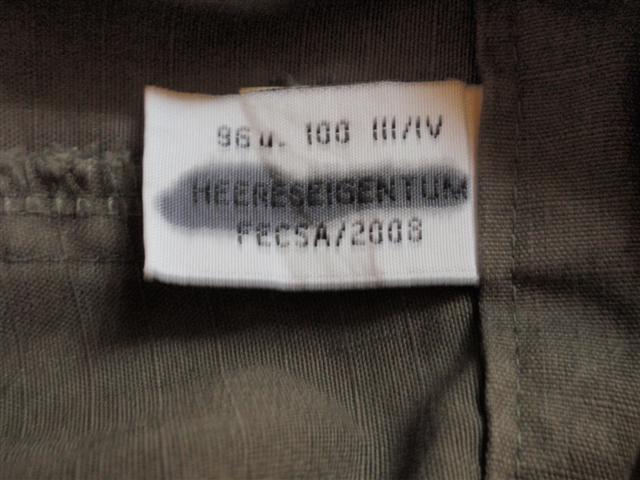 96 u. 100 III/IV
HEERESEIGENTUM
FECSA/2008